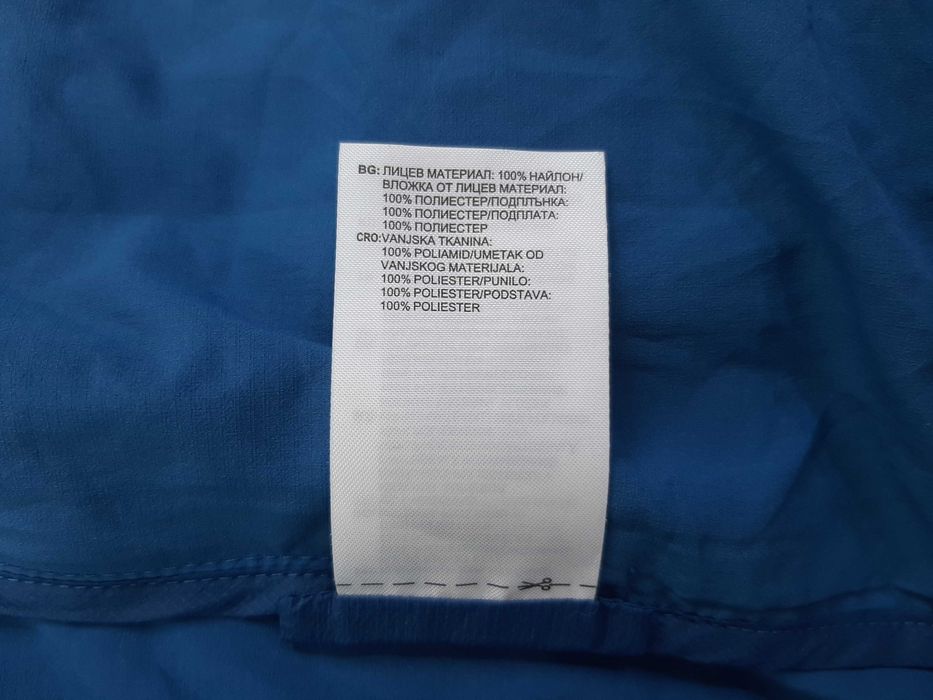 BG: ЛИЦЕВ МАТЕРИАЛ: 100% НАЙЛОН/
ВЛОЖКА ОТ ЛИЦЕВ МАТЕРИАЛ:
100% ПОЛИЕСТЕР/ПОДПЛЪНКА:
100% ПОЛИЕСТЕР/ПОДПЛАТА:
100% ПОЛИЕСТЕР
CRO:VANJSKA TKANINA:
100% POLIAMID/UMETAK OD
VANJSKOG MATERIJALA:
100% POLIESTER/PUNILO:
100% POLIESTER/PODSTAVA:
100% POLIESTER